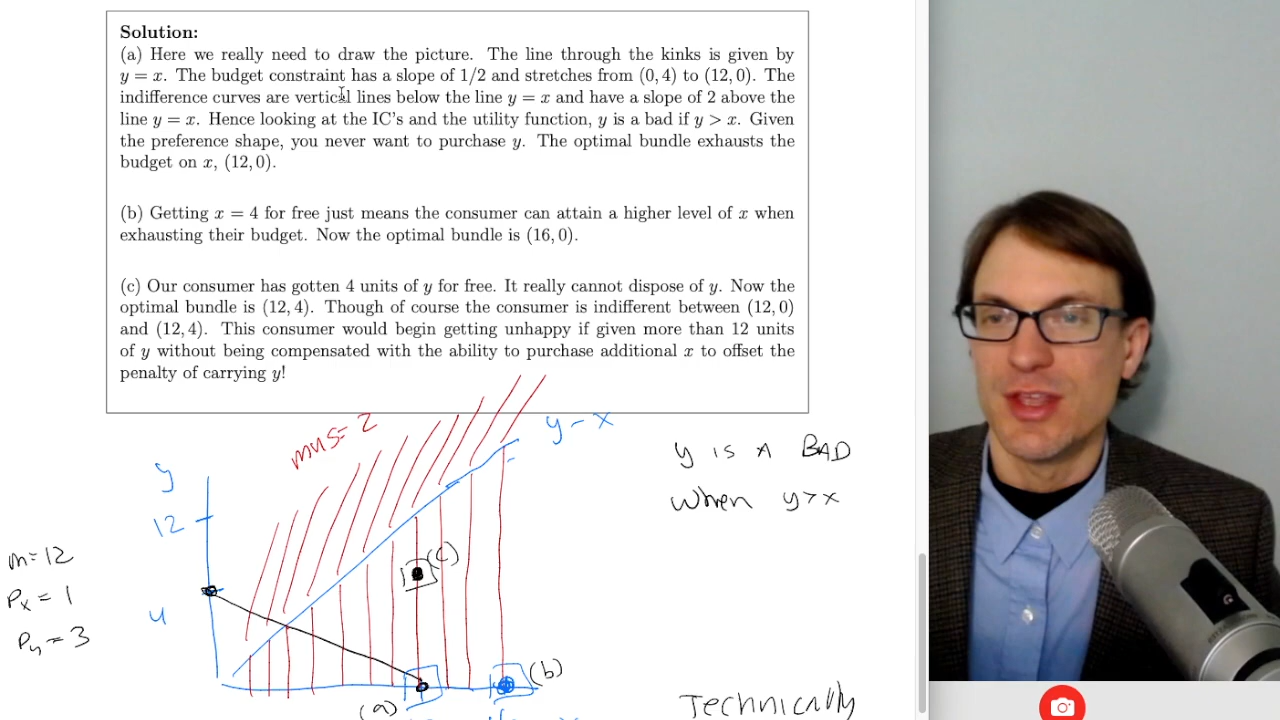 Solution:
(a) Here we really need to draw the picture. The line through the kinks is given by
y = x. The budget constraint has a slope of 1/2 and stretches from (0, 4) to (12, 0). The
indifference curves are vertical lines below the line y = x and have a slope of 2 above the
line y = x. Hence looking at the IC's and the utility function, y is a bad if y > x. Given
the preference shape, you never want to purchase y. The optimal bundle exhausts the
budget on x, (12, 0).
(b) Getting x = 4 for free just means the consumer can attain a higher level of x when
exhausting their budget. Now the optimal bundle is (16, 0).
(c) Our consumer has gotten 4 units of y for free. It really cannot dispose of y. Now the
optimal bundle is (12, 4). Though of course the consumer is indifferent between (12, 0)
and (12, 4). This consumer would begin getting unhappy if given more than 12 units
of y without being compensated with the ability to purchase additional x to offset the
penalty of carrying y!
MUS= 2
y - x
y IS A BAD
When y>x
y
12
(c)
m=12
Px = 1
Py = 3
4
(b)
(a)
Technically